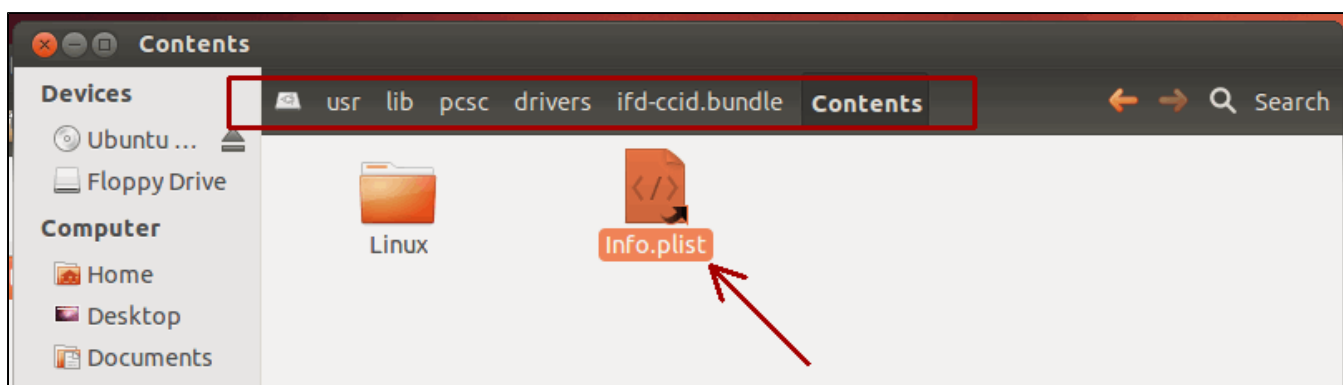 Contents
Devices
usr lib pcsc drivers ifd-ccid.bundle Contents
Search
Ubuntu ...
Floppy Drive
Computer
Home
Desktop
Documents
Linux
Info.plist